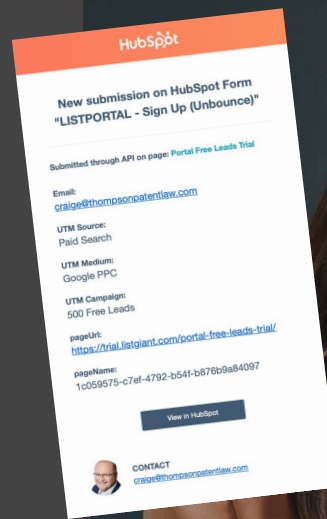 HubSpot
New submission on HubSpot Form
"LISTPORTAL - Sign Up (Unbounce)"
Submitted through API on page: Portal Free Leads Trial
Email:
craige@thompsonpatentlaw.com
UTM Source:
Paid Search
UTM Medium:
Google PPC
UTM Campaign:
500 Free Leads
pageUrl:
https://trial.listgiant.com/portal-free-leads-trial/
pageName:
1c059575-c7ef-4792-b54f-b876b9a84097
View in HubSpot
CONTACT
craige@thompsonpatentlaw.com